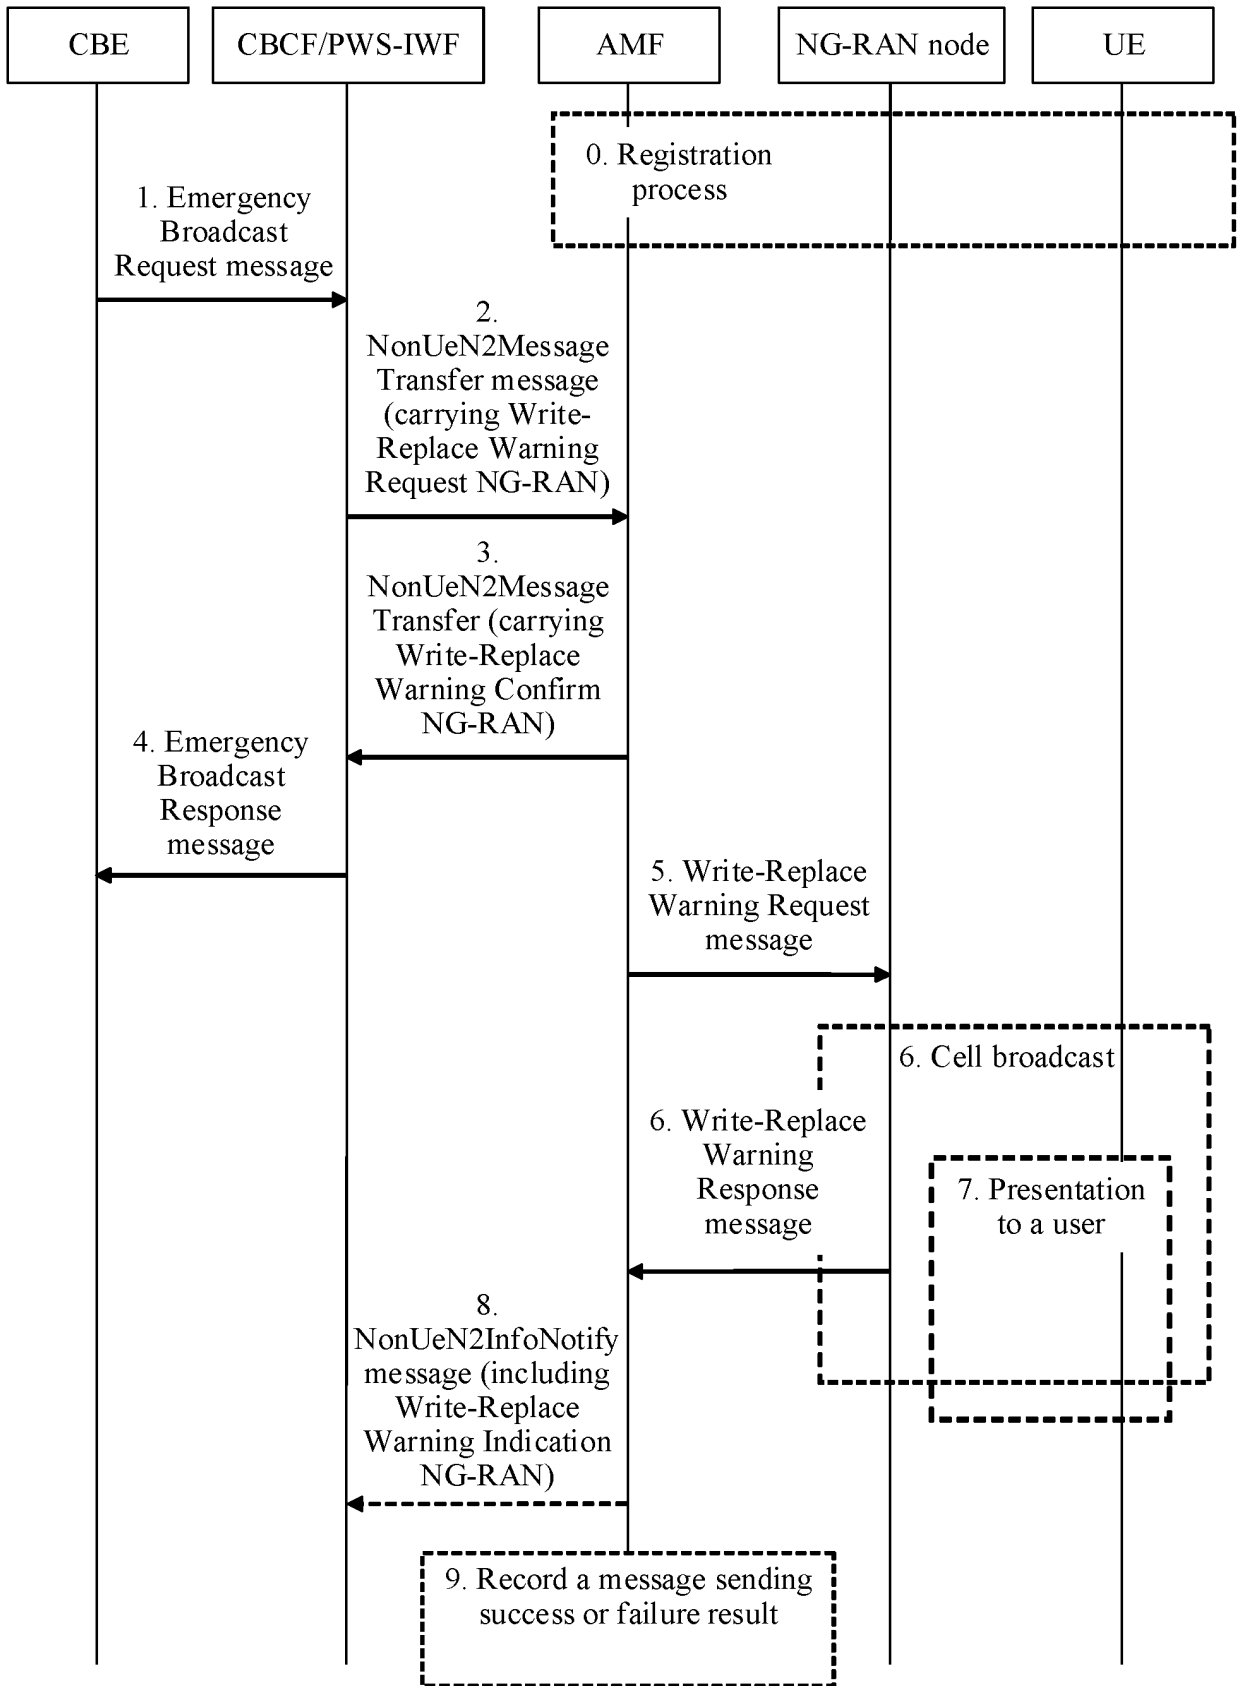 CBE
CBCF/PWS-IWF
AMF
NG-RAN node
UE
0. Registration
process
1. Emergency
Broadcast
Request message
2.
NonUeN2Message
Transfer message
(carrying Write-
Replace Warning
Request NG-RAN)
3.
NonUeN2Message
Transfer (carrying
Write-Replace
Warning Confirm
NG-RAN)
4. Emergency
Broadcast
Response
message
5. Write-Replace
Warning Request
message
6. Cell broadcast
6. Write-Replace
Warning
Response
message
7. Presentation
to a user
8.
NonUeN2InfoNotify
message (including
Write-Replace
Warning Indication
NG-RAN)
9. Record a message sending
success or failure result